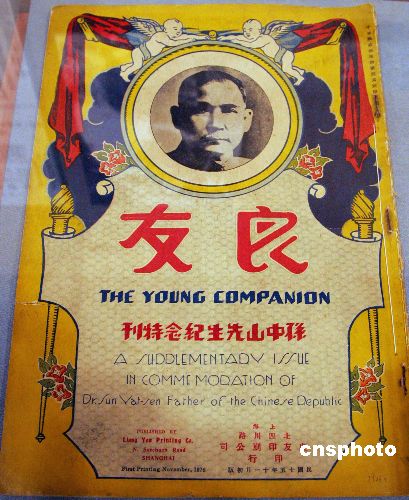 良友
THE YOUNG COMPANION
孫中山先生紀念特刊
A SUPPLEMENTARY ISSUE
IN COMMEMORATION OF
Dr. Sun Yat-sen Father of the Chinese Republic
PUBLISHED BY
Liang You Printing Co.
N. Szechuen Road
SHANGHAI
First Printing November, 1926
上海
北四川路
良友印刷公司
印行
民國十五年十一月初版
cnsphoto